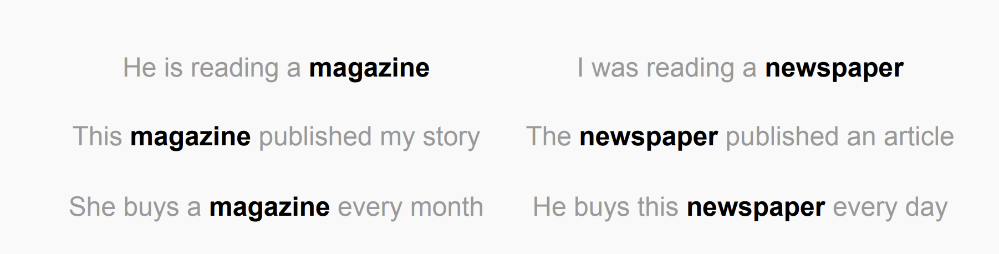 He is reading a magazine
I was reading a newspaper
This magazine published my story
The newspaper published an article
She buys a magazine every month
He buys this newspaper every day